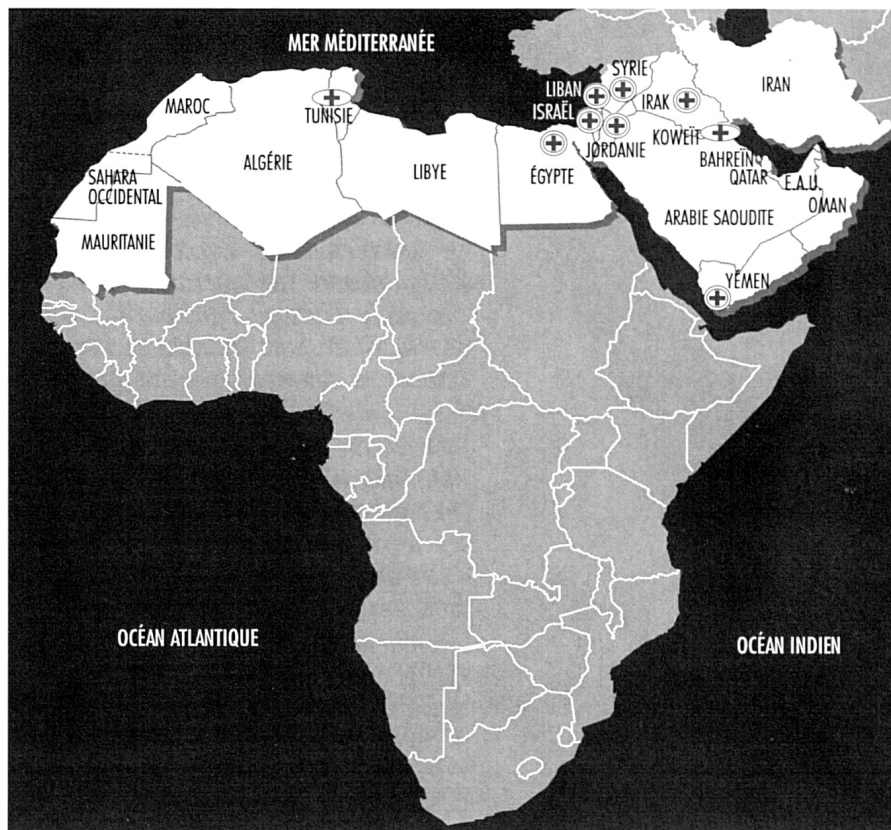 MER MÉDITERRANÉE
SYRIE
LIBAN
IRAN
MAROC
IRAK
ISRAËL
TUNISIE
KOWEÏT
JORDANIE
BAHREÏN
ALGÉRIE
LIBYE
ÉGYPTE
QATAR
SAHARA
OCCIDENTAL
E.A.U.
OMAN
ARABIE SAOUDITE
MAURITANIE
YÉMEN
OCÉAN ATLANTIQUE
OCÉAN INDIEN